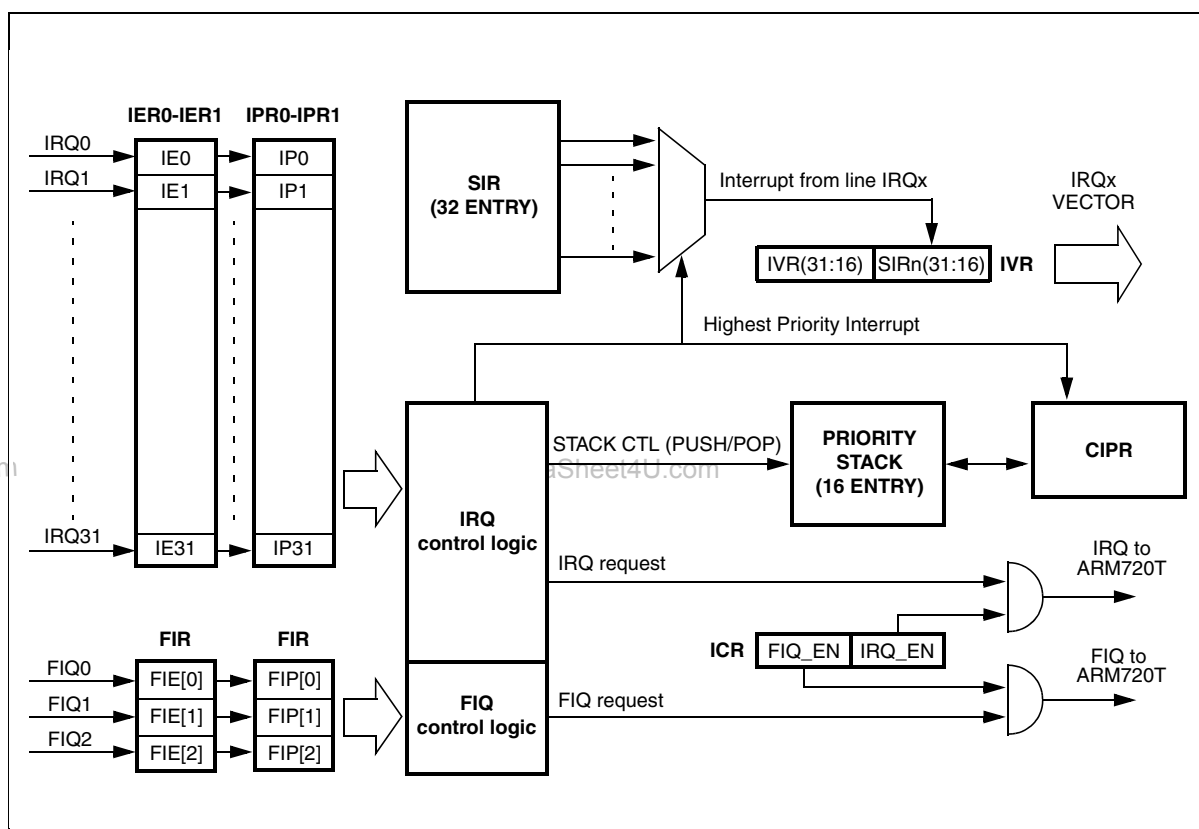 IER0-IER1
IPR0-IPR1
IRQ0
IE0
IP0
IRQ1
IE1
IP1
IRQ31
IE31
IP31
SIR
(32 ENTRY)
Interrupt from line IRQx
IRQx
VECTOR
IVR(31:16)
SIRn(31:16)
IVR
Highest Priority Interrupt
STACK CTL (PUSH/POP)
PRIORITY
STACK
(16 ENTRY)
CIPR
IRQ
control logic
IRQ request
IRQ to
ARM720T
ICR
FIQ_EN
IRQ_EN
FIQ to
ARM720T
FIQ
control logic
FIQ request
FIR
FIR
FIQ0
FIE[0]
FIP[0]
FIQ1
FIE[1]
FIP[1]
FIQ2
FIE[2]
FIP[2]
aSheet4U.com